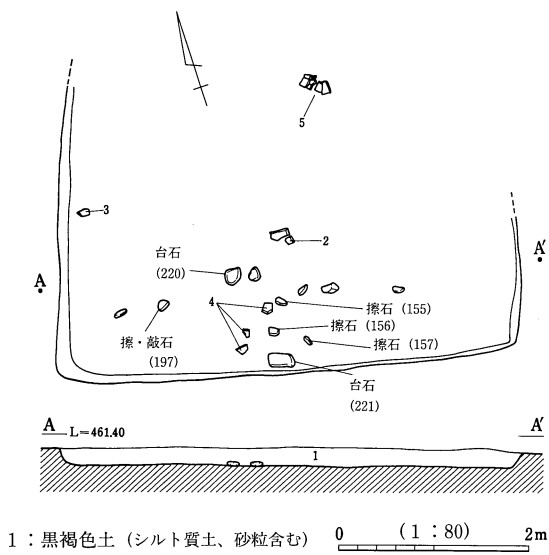 5
3
2
台石
(220)
A
A′
4
擦石 (155)
擦石 (156)
擦・敲石
(197)
擦石 (157)
台石
(221)
A L=461.40
A′
1
1：黒褐色土 (シルト質土、砂粒含む)
0 (1：80) 2m